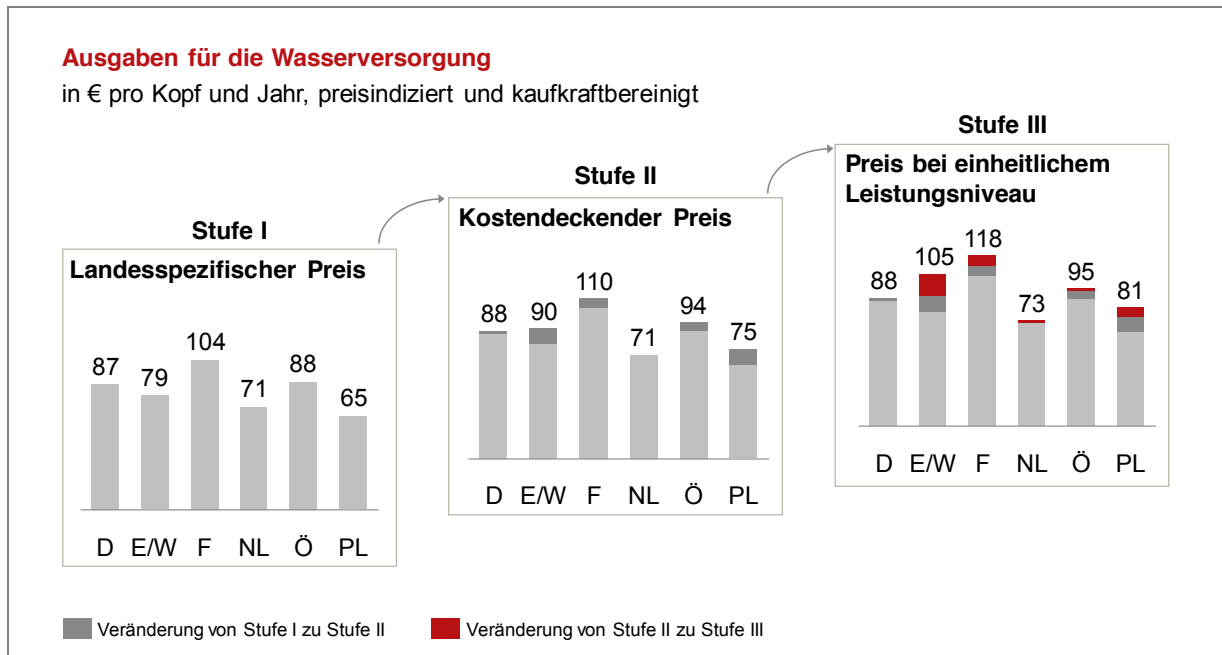 Ausgaben für die Wasserversorgung
in € pro Kopf und Jahr, preisindiziert und kaufkraftbereinigt
Stufe I
Landesspezifischer Preis
87 79 104 71 88 65
D E/W F NL Ö PL
Stufe II
Kostendeckender Preis
88 90 110 71 94 75
D E/W F NL Ö PL
Stufe III
Preis bei einheitlichem
Leistungsniveau
88 105 118 73 95 81
D E/W F NL Ö PL
Veränderung von Stufe I zu Stufe II
Veränderung von Stufe II zu Stufe III